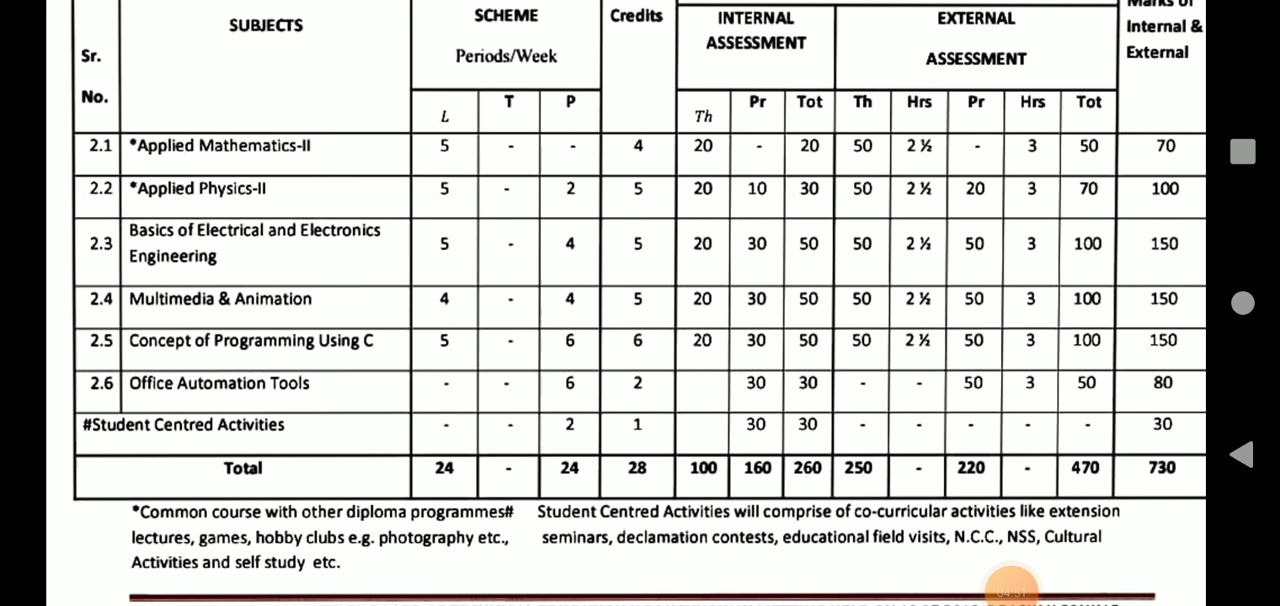 Marks of
SCHEME Credits INTERNAL EXTERNAL Internal &
SUBJECTS ASSESSMENT External
Sr. Periods/Week ASSESSMENT
No. L T P Th Pr Tot Th Hrs Pr Hrs Tot
2.1 *Applied Mathematics-II 5 - - 4 20 - 20 50 2 ½ - 3 50 70
2.2 *Applied Physics-II 5 - 2 5 20 10 30 50 2 ½ 20 3 70 100
Basics of Electrical and Electronics
2.3 Engineering 5 - 4 5 20 30 50 50 2 ½ 50 3 100 150
2.4 Multimedia & Animation 4 - 4 5 20 30 50 50 2 ½ 50 3 100 150
2.5 Concept of Programming Using C 5 - 6 6 20 30 50 50 2 ½ 50 3 100 150
2.6 Office Automation Tools - - 6 2 30 30 - - 50 3 50 80
#Student Centred Activities - - 2 1 30 30 - - - - - 30
Total 24 - 24 28 100 160 260 250 - 220 - 470 730
*Common course with other diploma programmes# Student Centred Activities will comprise of co-curricular activities like extension
lectures, games, hobby clubs e.g. photography etc., seminars, declamation contests, educational field visits, N.C.C., NSS, Cultural
Activities and self study etc.
04:51